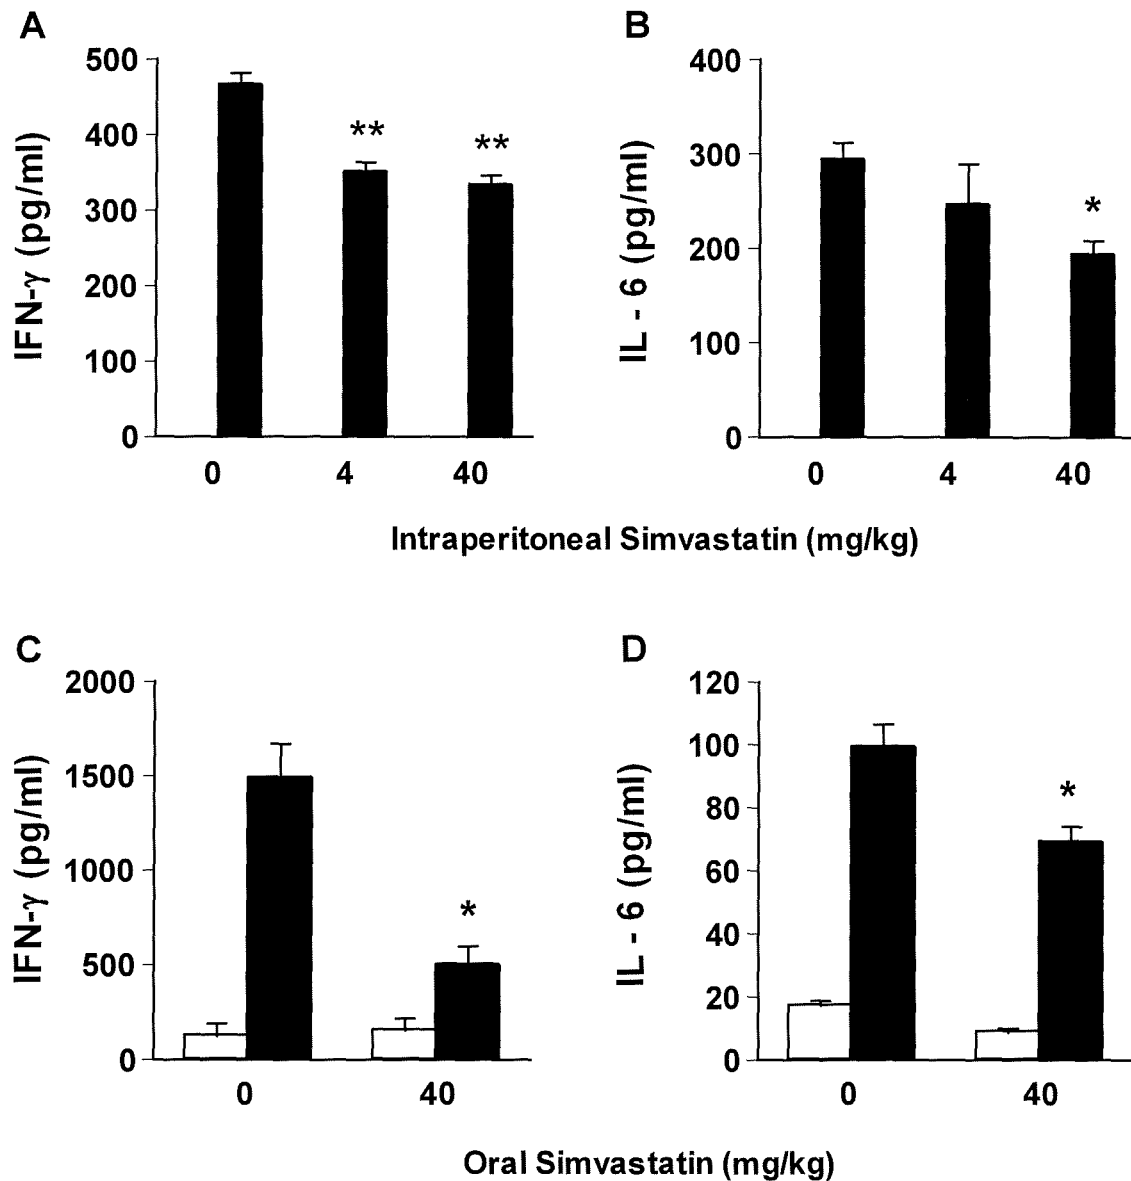 A
IFN-γ (pg/ml)
500
400
300
200
100
0
**
**
0 4 40
B
IL - 6 (pg/ml)
400
300
200
100
0
*
0 4 40
Intraperitoneal Simvastatin (mg/kg)
C
IFN-γ (pg/ml)
2000
1500
1000
500
0
*
0 40
D
IL - 6 (pg/ml)
120
100
80
60
40
20
0
*
0 40
Oral Simvastatin (mg/kg)